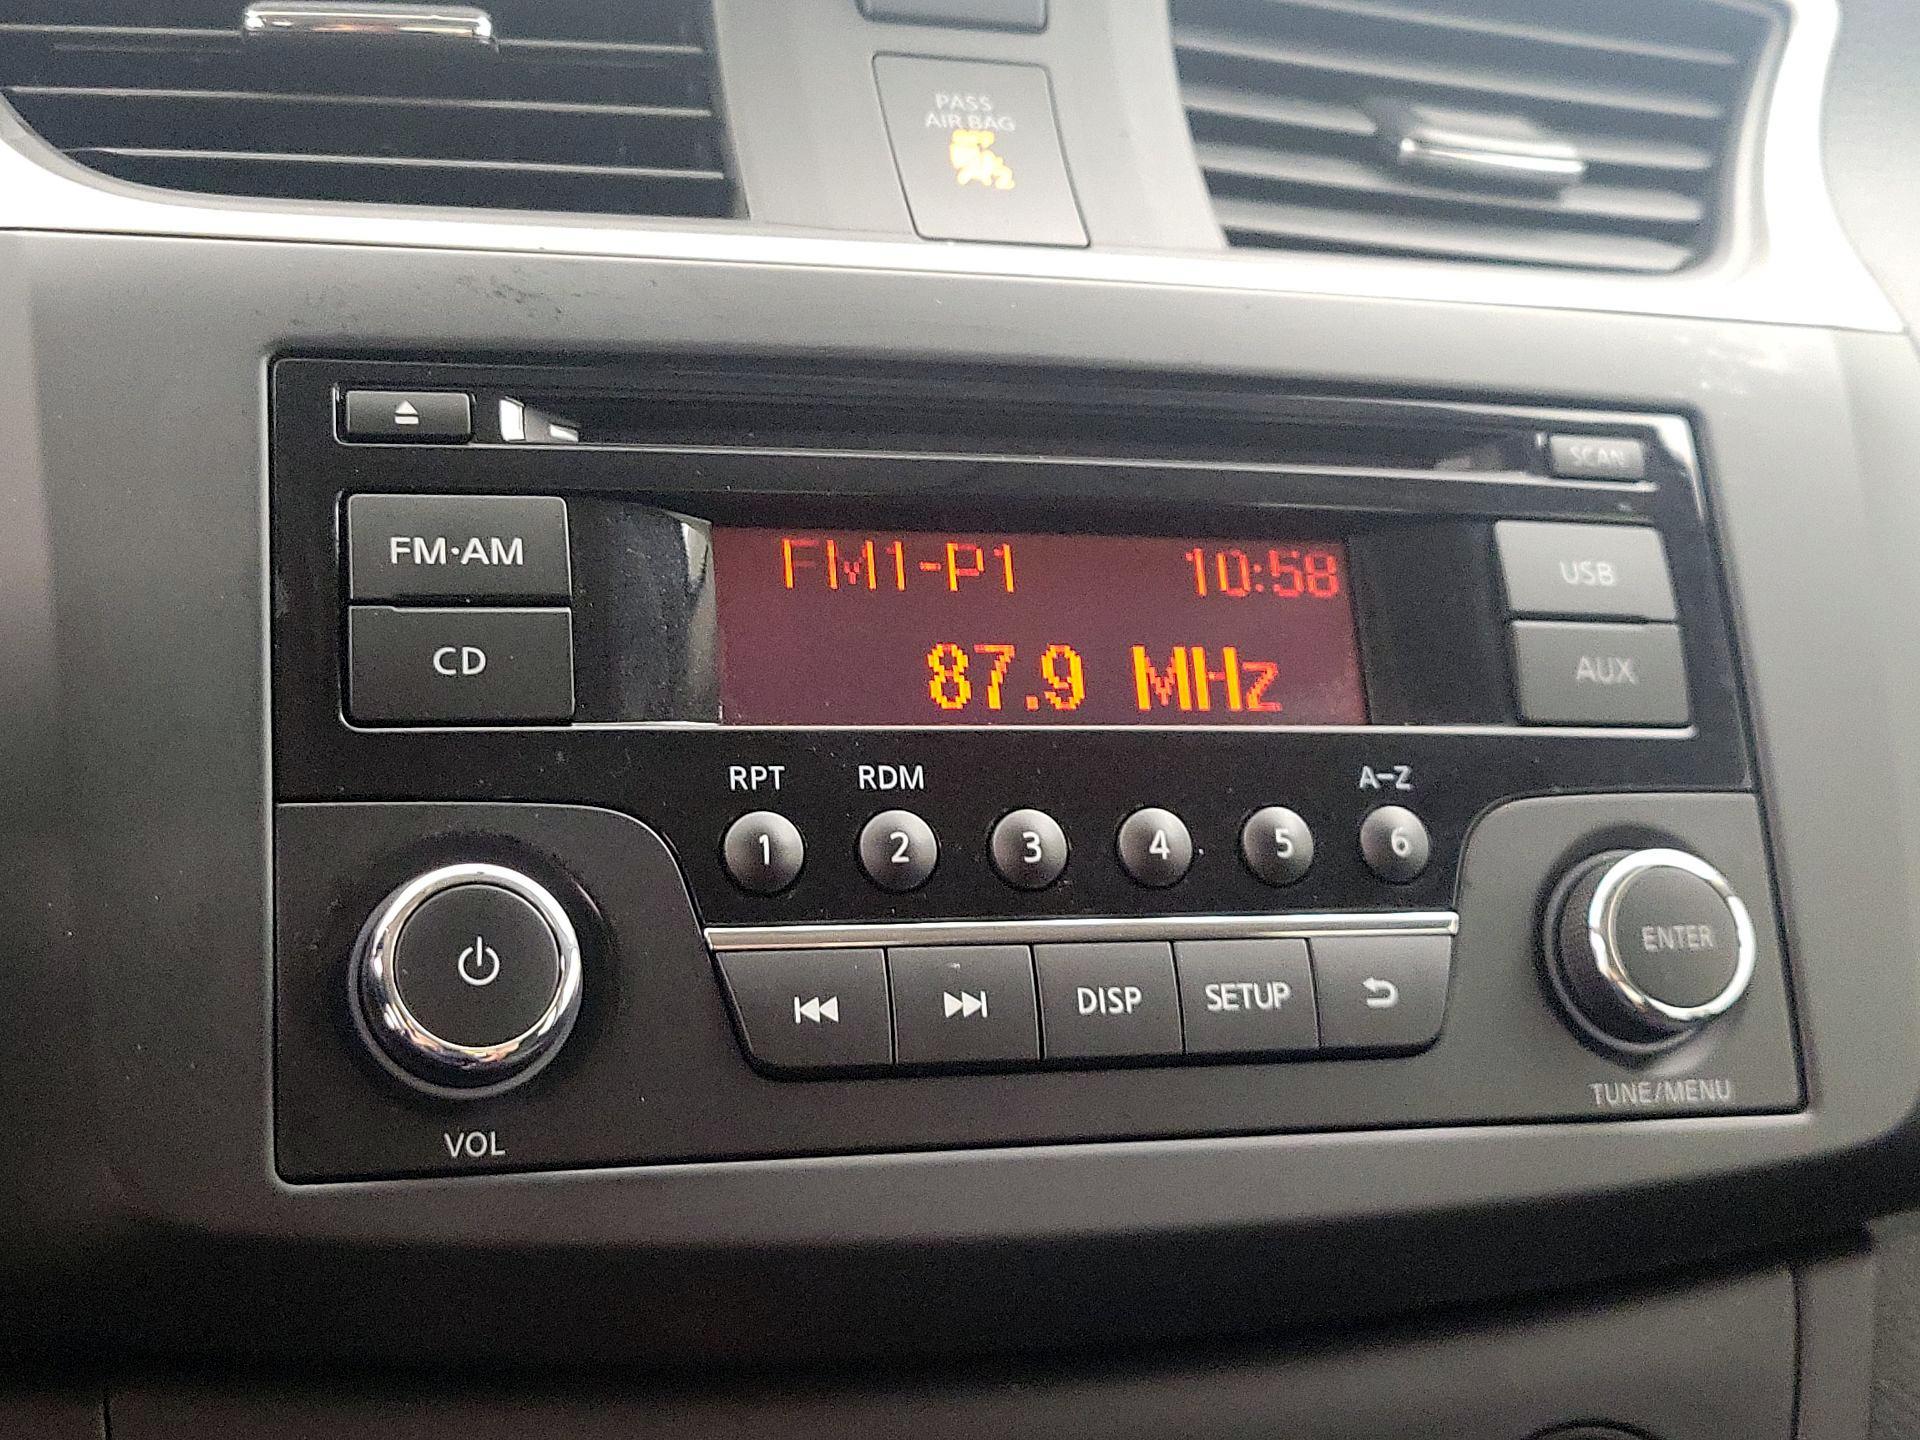 PASS
AIR BAG
OFF
SCAN
FM·AM
FM1-P1 10:58
USB
CD
87.9 MHz
AUX
RPT RDM A-Z
1 2 3 4 5 6
ENTER
DISP SETUP
TUNE/MENU
VOL